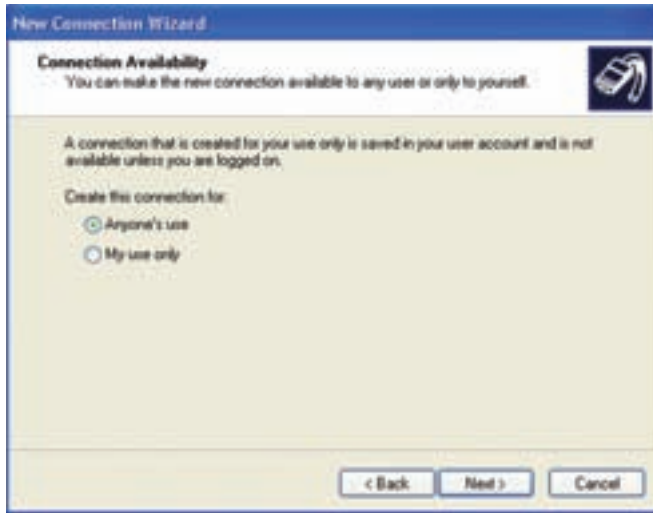 New Connection Wizard
Connection Availability
You can make the new connection available to any user or only to yourself.
A connection that is created for your use only is saved in your user account and is not
available unless you are logged on.
Create this connection for:
Anyone's use
My use only
< Back
Next >
Cancel